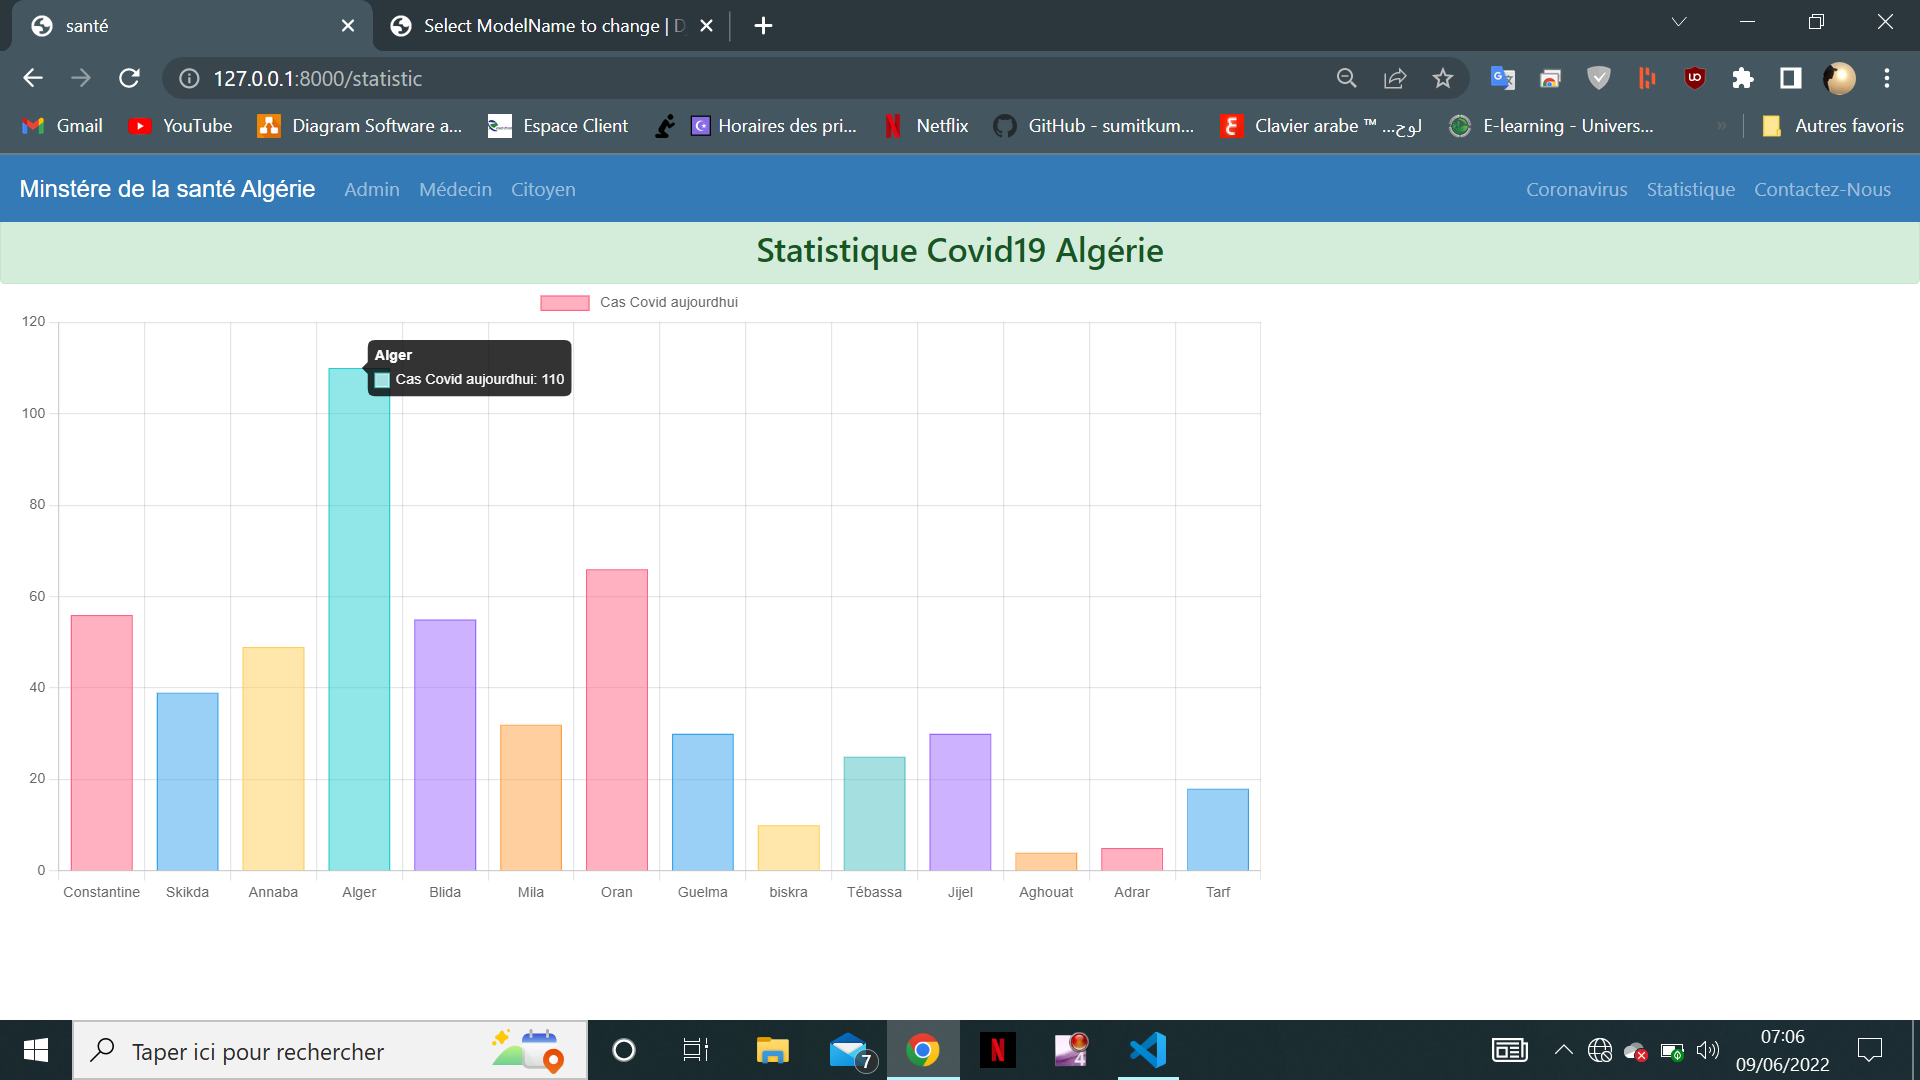 santé
Select ModelName to change | D
127.0.0.1:8000/statistic
Gmail
YouTube
Diagram Software a...
Espace Client
Horaires des pri...
Netflix
GitHub - sumitkum...
Clavier arabe ™ ...لوح
E-learning - Univers...
»
Autres favoris
Minstére de la santé Algérie
Admin
Médecin
Citoyen
Coronavirus
Statistique
Contactez-Nous
Statistique Covid19 Algérie
Cas Covid aujourdhui
120
100
80
60
40
20
0
Alger
Cas Covid aujourdhui: 110
Constantine
Skikda
Annaba
Alger
Blida
Mila
Oran
Guelma
biskra
Tébassa
Jijel
Aghouat
Adrar
Tarf
Taper ici pour rechercher
7
4
07:06
09/06/2022